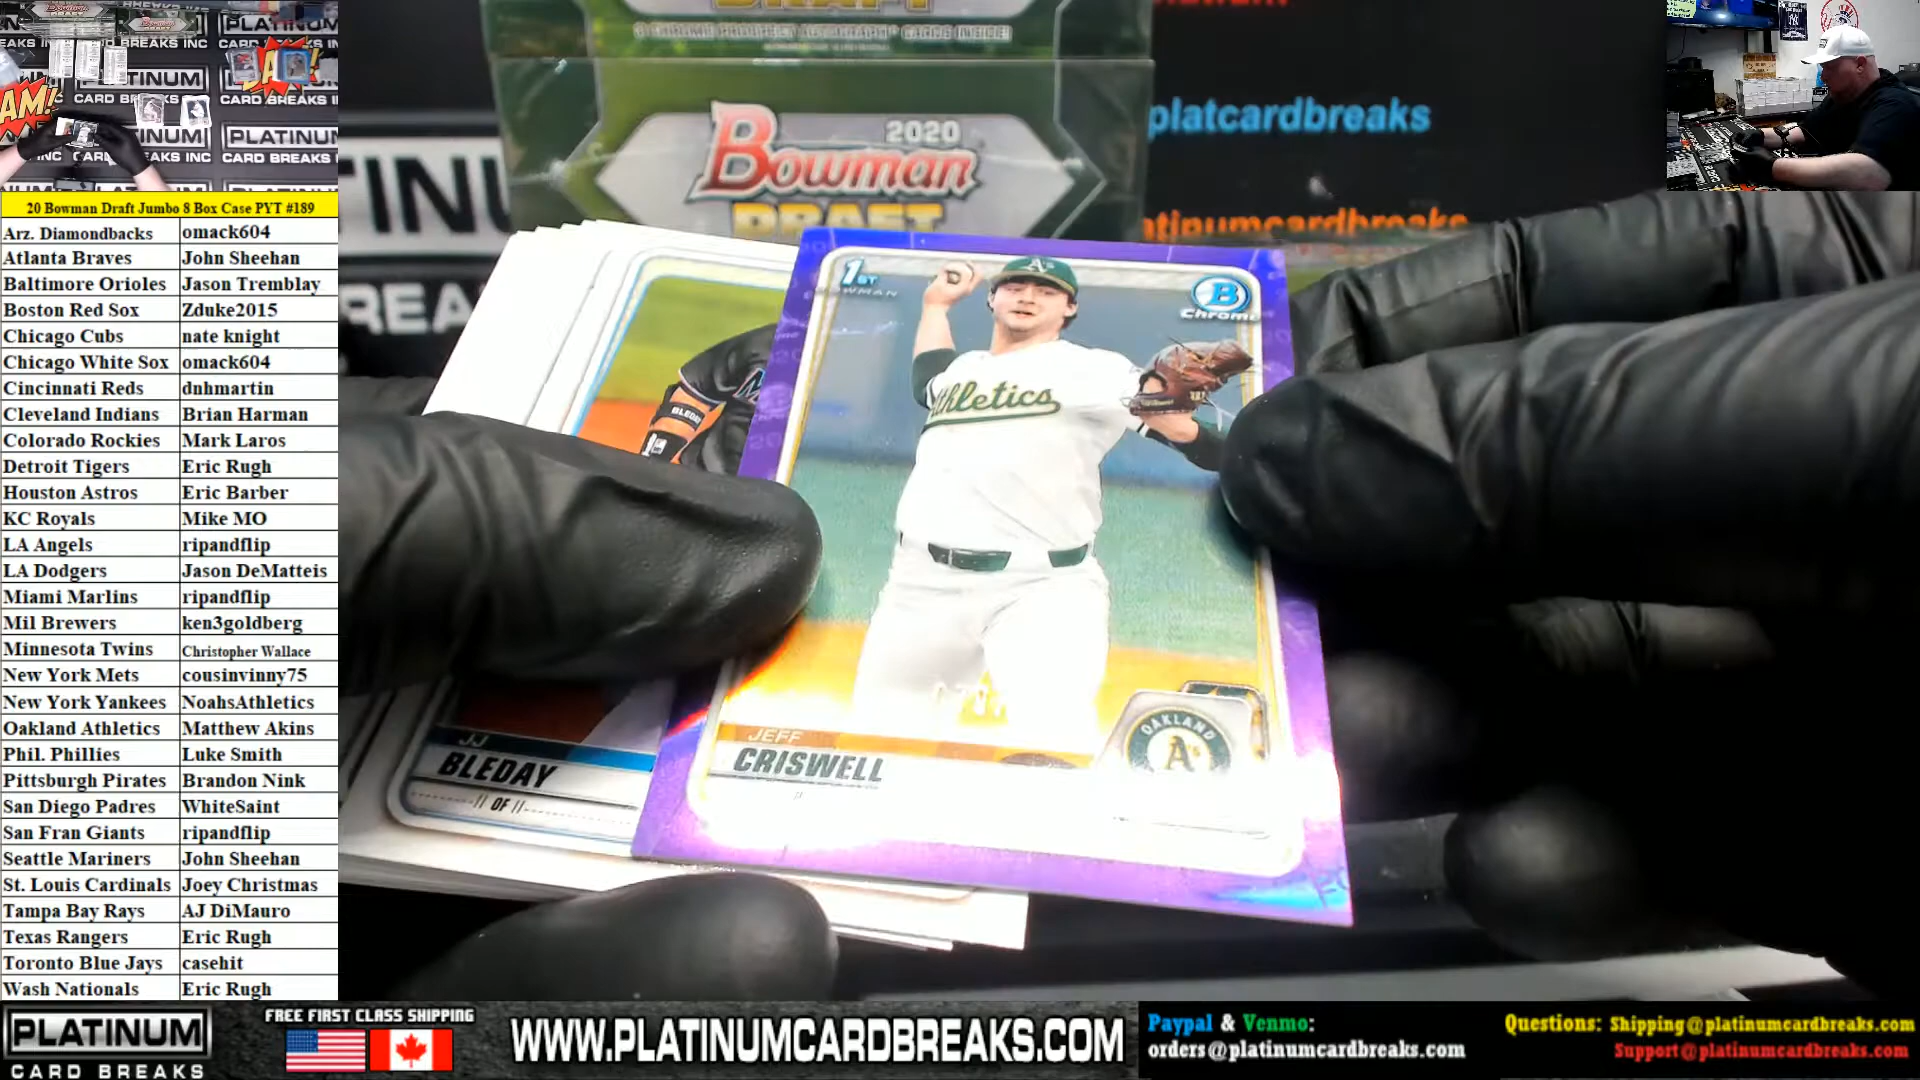 20 Bowman Draft Jumbo 8 Box Case PYT #189
Arz. Diamondbacks omack604
Atlanta Braves John Sheehan
Baltimore Orioles Jason Tremblay
Boston Red Sox Zduke2015
Chicago Cubs nate knight
Chicago White Sox omack604
Cincinnati Reds dnhmartin
Cleveland Indians Brian Harman
Colorado Rockies Mark Laros
Detroit Tigers Eric Rugh
Houston Astros Eric Barber
KC Royals Mike MO
LA Angels ripandflip
LA Dodgers Jason DeMatteis
Miami Marlins ripandflip
Mil Brewers ken3goldberg
Minnesota Twins Christopher Wallace
New York Mets cousinvinny75
New York Yankees NoahsAthletics
Oakland Athletics Matthew Akins
Phil. Phillies Luke Smith
Pittsburgh Pirates Brandon Nink
San Diego Padres WhiteSaint
San Fran Giants ripandflip
Seattle Mariners John Sheehan
St. Louis Cardinals Joey Christmas
Tampa Bay Rays AJ DiMauro
Texas Rangers Eric Rugh
Toronto Blue Jays casehit
Wash Nationals Eric Rugh
2020
Bowman
DRAFT
platcardbreaks
1ST
BOWMAN
B
Chrome
A's
Athletics
BLEDAY
OAKLAND
A's
JEFF
CRISWELL
P
JJ
BLEDAY
OF
PLATINUM
CARD BREAKS
FREE FIRST CLASS SHIPPING
WWW.PLATINUMCARDBREAKS.COM
Paypal & Venmo:
orders@platinumcardbreaks.com
Questions: Shipping@platinumcardbreaks.com
Support@platinumcardbreaks.com